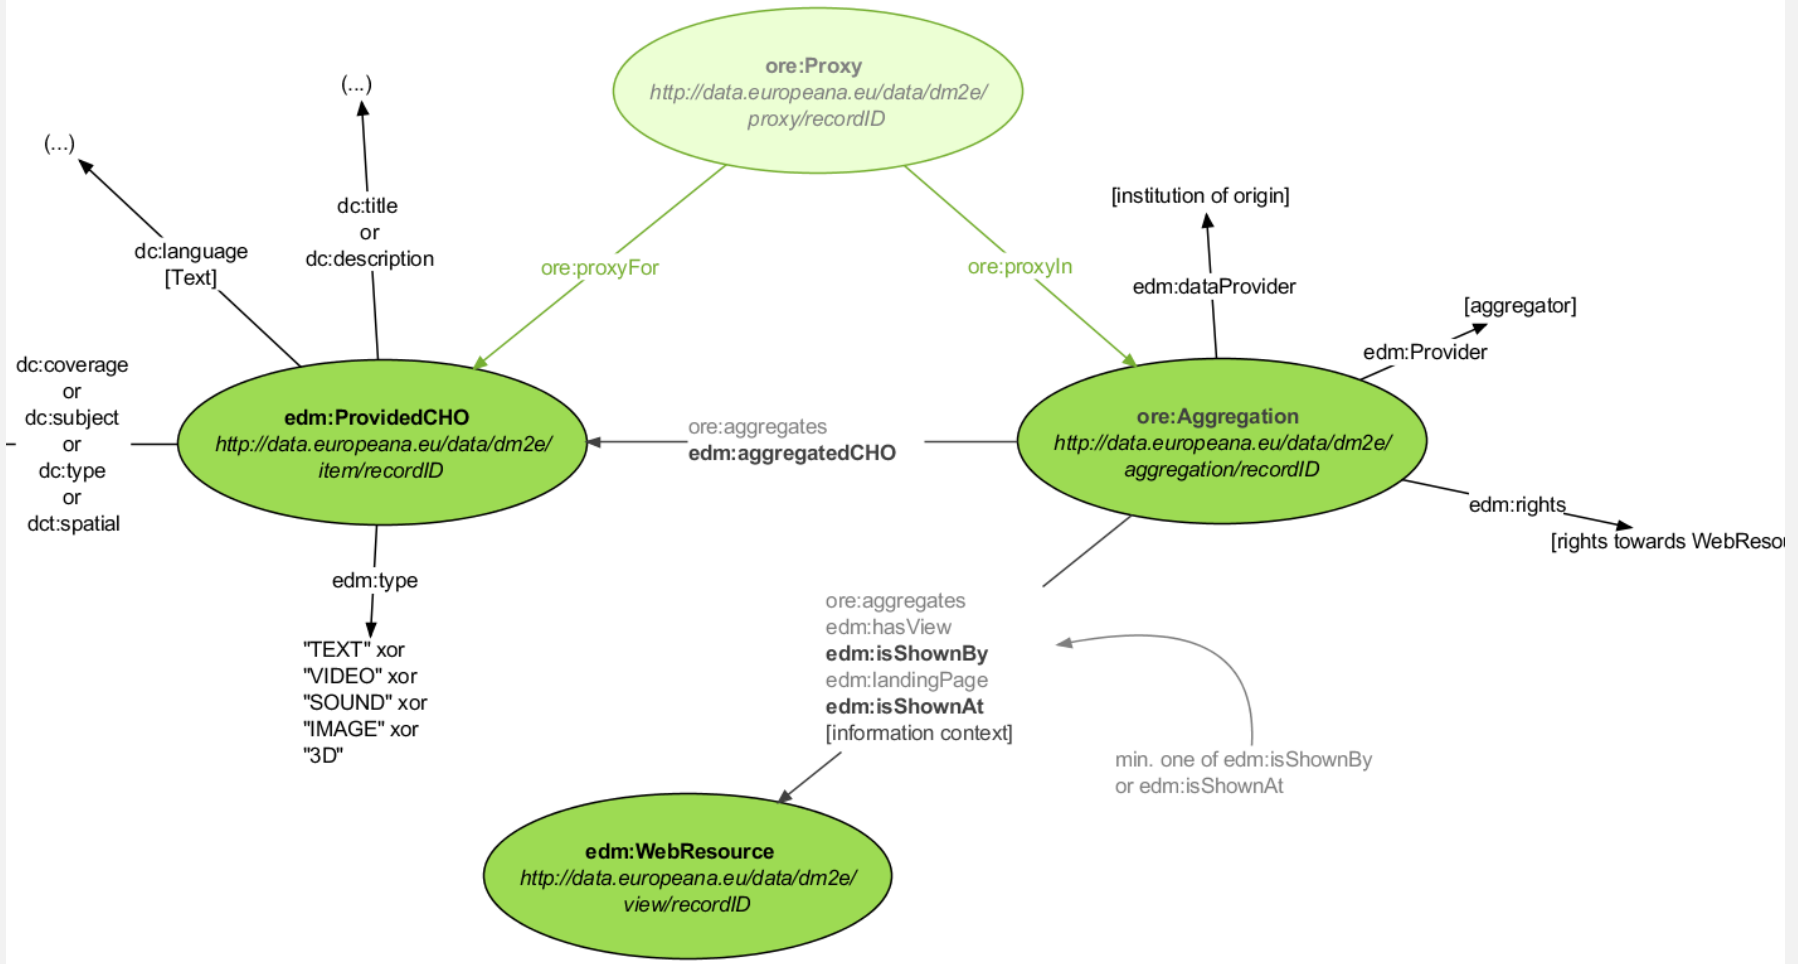 ore:Proxy
http://data.europeana.eu/data/dm2e/
proxy/recordID
(...)
(...)
dc:title
or
dc:description
dc:language
[Text]
ore:proxyFor
ore:proxyIn
[institution of origin]
edm:dataProvider
[aggregator]
edm:Provider
dc:coverage
or
dc:subject
or
dc:type
or
dct:spatial
edm:ProvidedCHO
http://data.europeana.eu/data/dm2e/
item/recordID
ore:aggregates
edm:aggregatedCHO
ore:Aggregation
http://data.europeana.eu/data/dm2e/
aggregation/recordID
edm:rights
[rights towards WebResou
edm:type
"TEXT" xor
"VIDEO" xor
"SOUND" xor
"IMAGE" xor
"3D"
ore:aggregates
edm:hasView
edm:isShownBy
edm:landingPage
edm:isShownAt
[information context]
min. one of edm:isShownBy
or edm:isShownAt
edm:WebResource
http://data.europeana.eu/data/dm2e/
view/recordID